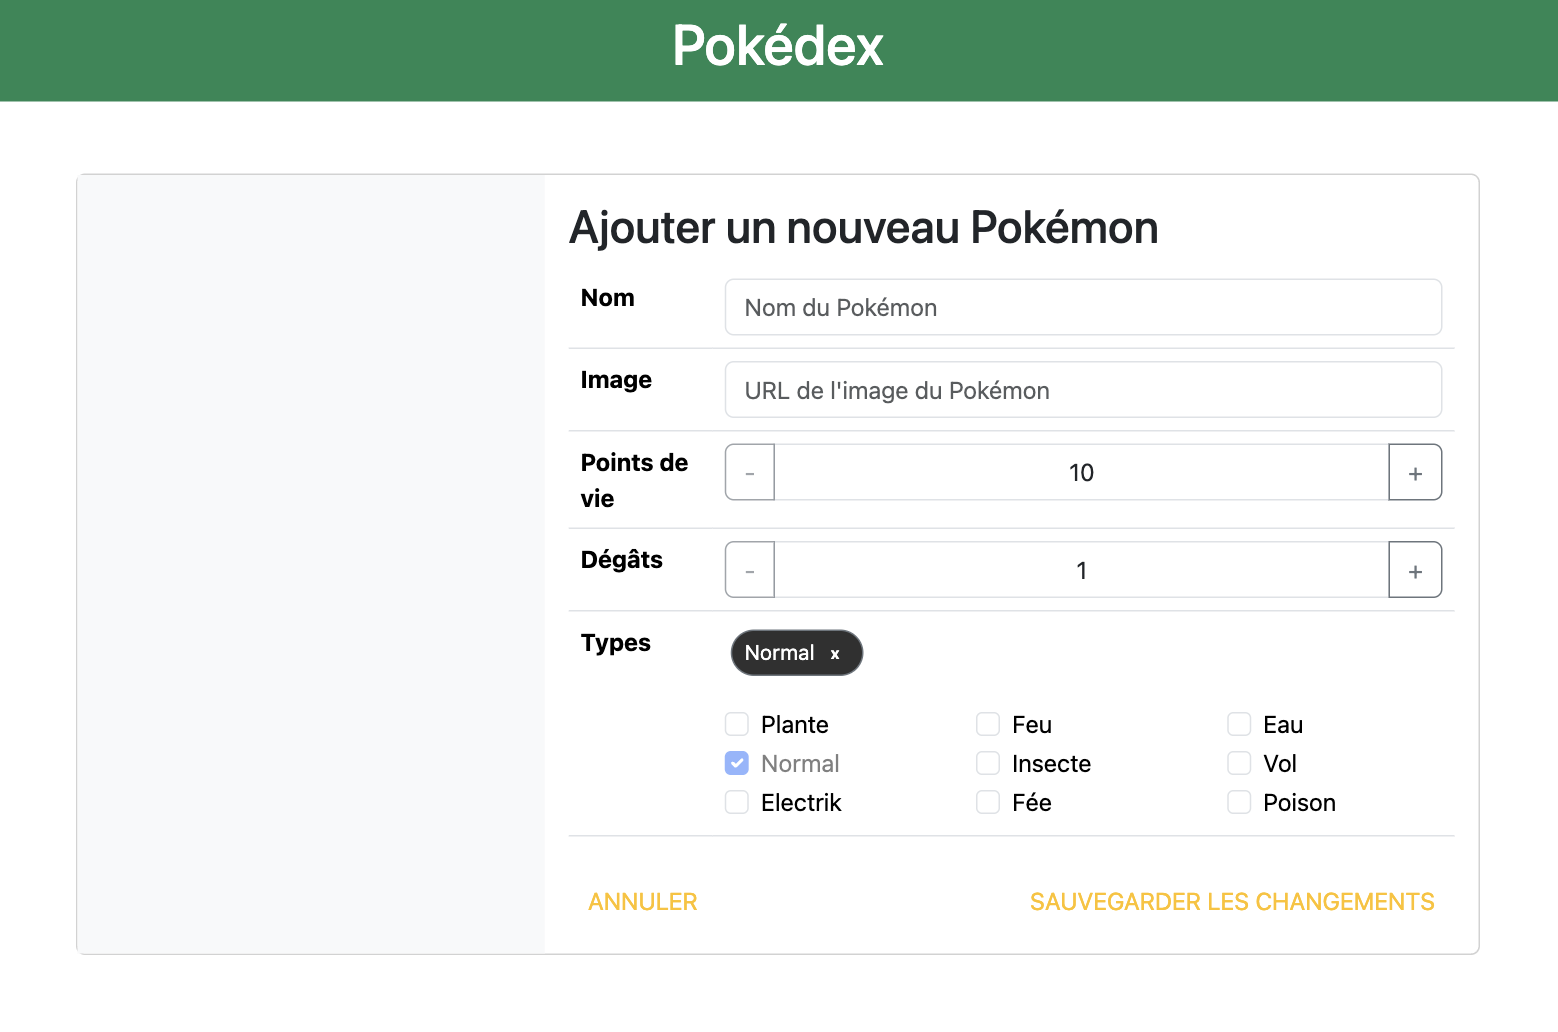 Pokédex
Ajouter un nouveau Pokémon
Nom
Nom du Pokémon
Image
URL de l'image du Pokémon
Points de
vie
- 10 +
Dégâts
- 1 +
Types
Normal x
Plante Feu Eau
Normal Insecte Vol
Electrik Fée Poison
ANNULER SAUVEGARDER LES CHANGEMENTS